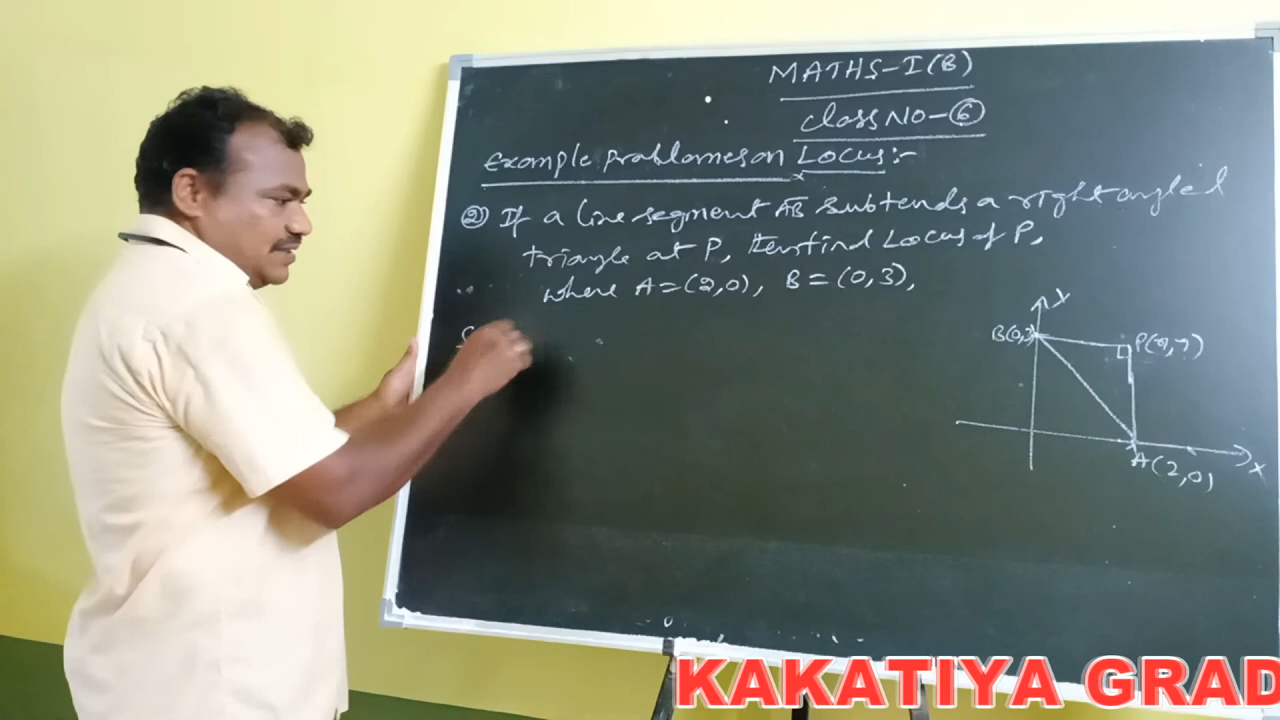 MATHS-I(B)
Class NO-⑥
Example problems on Locus:-
② If a line segment AB subtends a right angled
triangle at P, then find Locus of P,
where A=(2,0), B=(0,3),
S
Y
B(0,3
P(x,y)
A(2,0)
X
KAKATIYA GRAD